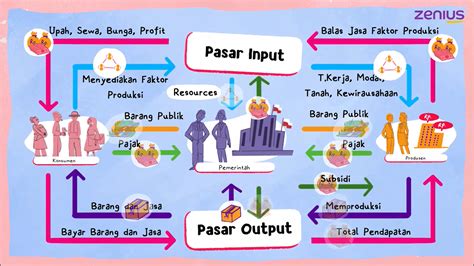 zenius
Upah, Sewa, Bunga, Profit
Balas Jasa Faktor Produksi
Pasar Input
Menyediakan Faktor
Produksi
Resources
T.Kerja, Modal,
Tanah, Kewirausahaan
Barang Publik
Barang Publik
Pajak
Pajak
Rp.
Rp.
Konsumen
Pemerintah
Produsen
Subsidi
Barang dan Jasa
Memproduksi
Pasar Output
Bayar Barang dan Jasa
Total Pendapatan